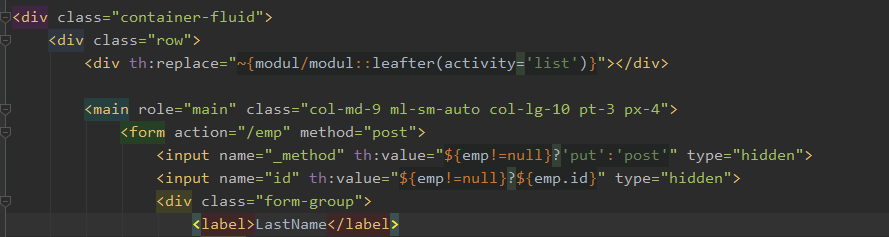 <div class="container-fluid">
<div class="row">
<div th:replace="~{modul/modul::leafter(activity='list')}"></div>
<main role="main" class="col-md-9 ml-sm-auto col-lg-10 pt-3 px-4">
<form action="/emp" method="post">
<input name="_method" th:value="${emp!=null}?'put':'post'" type="hidden">
<input name="id" th:value="${emp!=null}?${emp.id}" type="hidden">
<div class="form-group">
<label>LastName</label>